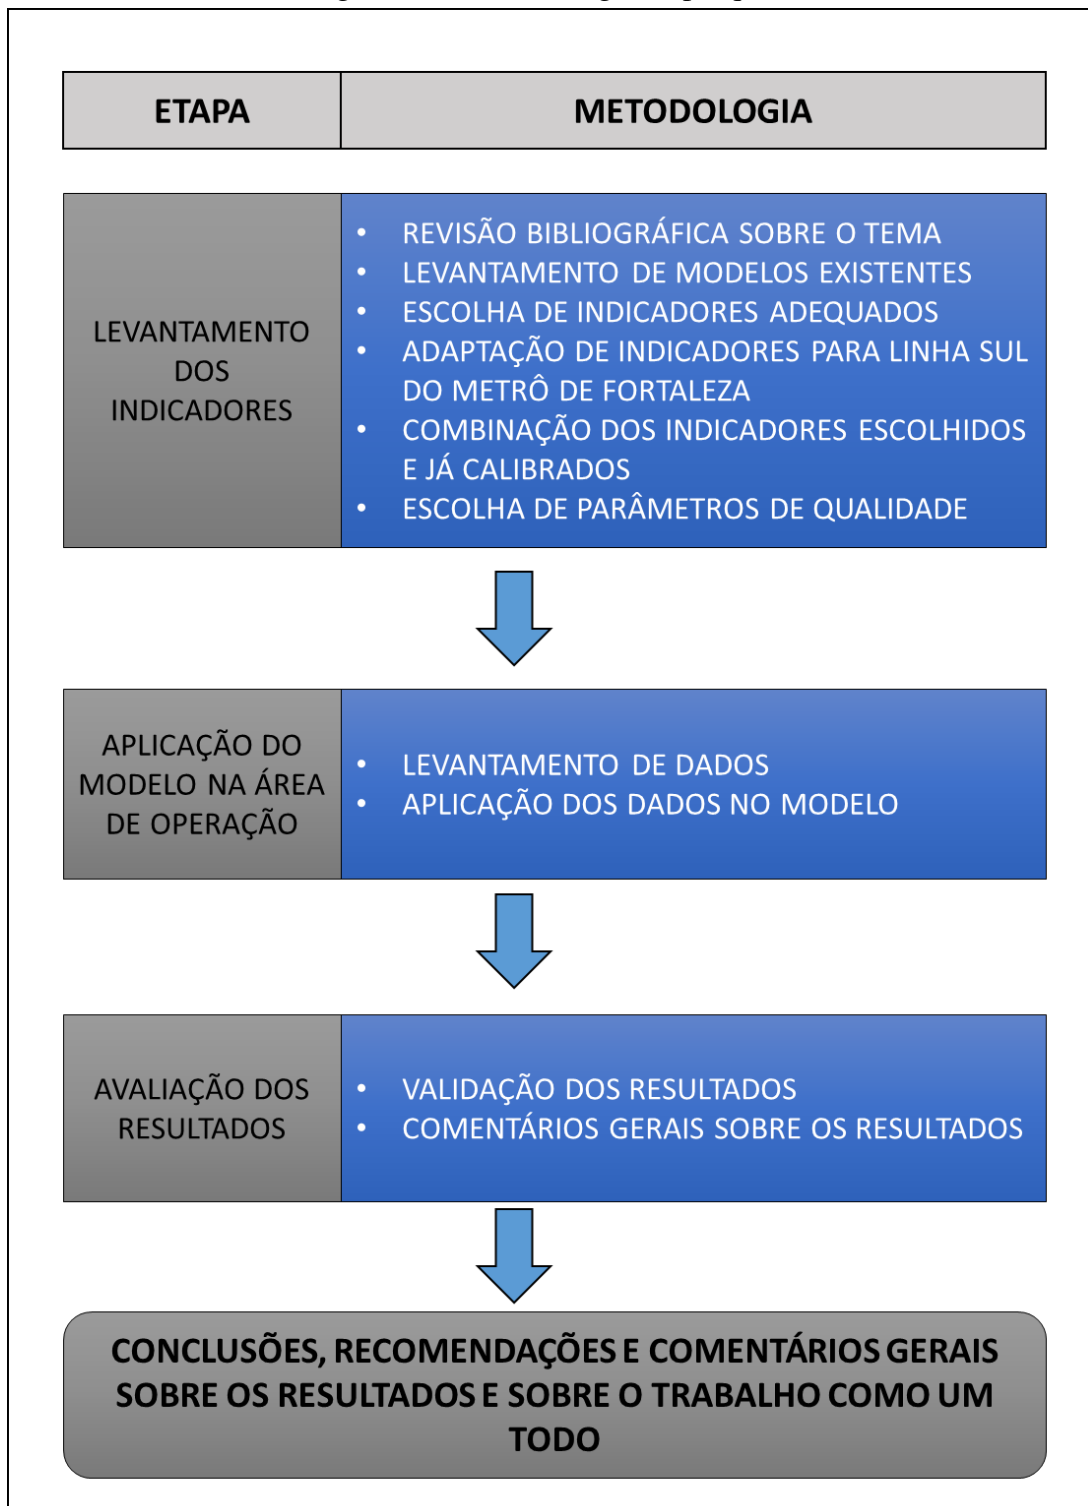 ETAPA
METODOLOGIA
LEVANTAMENTO
DOS
INDICADORES
• REVISÃO BIBLIOGRÁFICA SOBRE O TEMA
• LEVANTAMENTO DE MODELOS EXISTENTES
• ESCOLHA DE INDICADORES ADEQUADOS
• ADAPTAÇÃO DE INDICADORES PARA LINHA SUL
DO METRÔ DE FORTALEZA
• COMBINAÇÃO DOS INDICADORES ESCOLHIDOS
E JÁ CALIBRADOS
• ESCOLHA DE PARÂMETROS DE QUALIDADE
APLICAÇÃO DO
MODELO NA ÁREA
DE OPERAÇÃO
• LEVANTAMENTO DE DADOS
• APLICAÇÃO DOS DADOS NO MODELO
AVALIAÇÃO DOS
RESULTADOS
• VALIDAÇÃO DOS RESULTADOS
• COMENTÁRIOS GERAIS SOBRE OS RESULTADOS
CONCLUSÕES, RECOMENDAÇÕES E COMENTÁRIOS GERAIS
SOBRE OS RESULTADOS E SOBRE O TRABALHO COMO UM
TODO